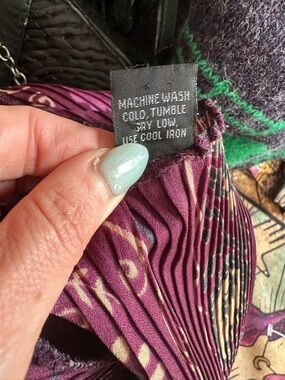 MACHINE WASH
COLD, TUMBLE
DRY LOW,
USE COOL IRON